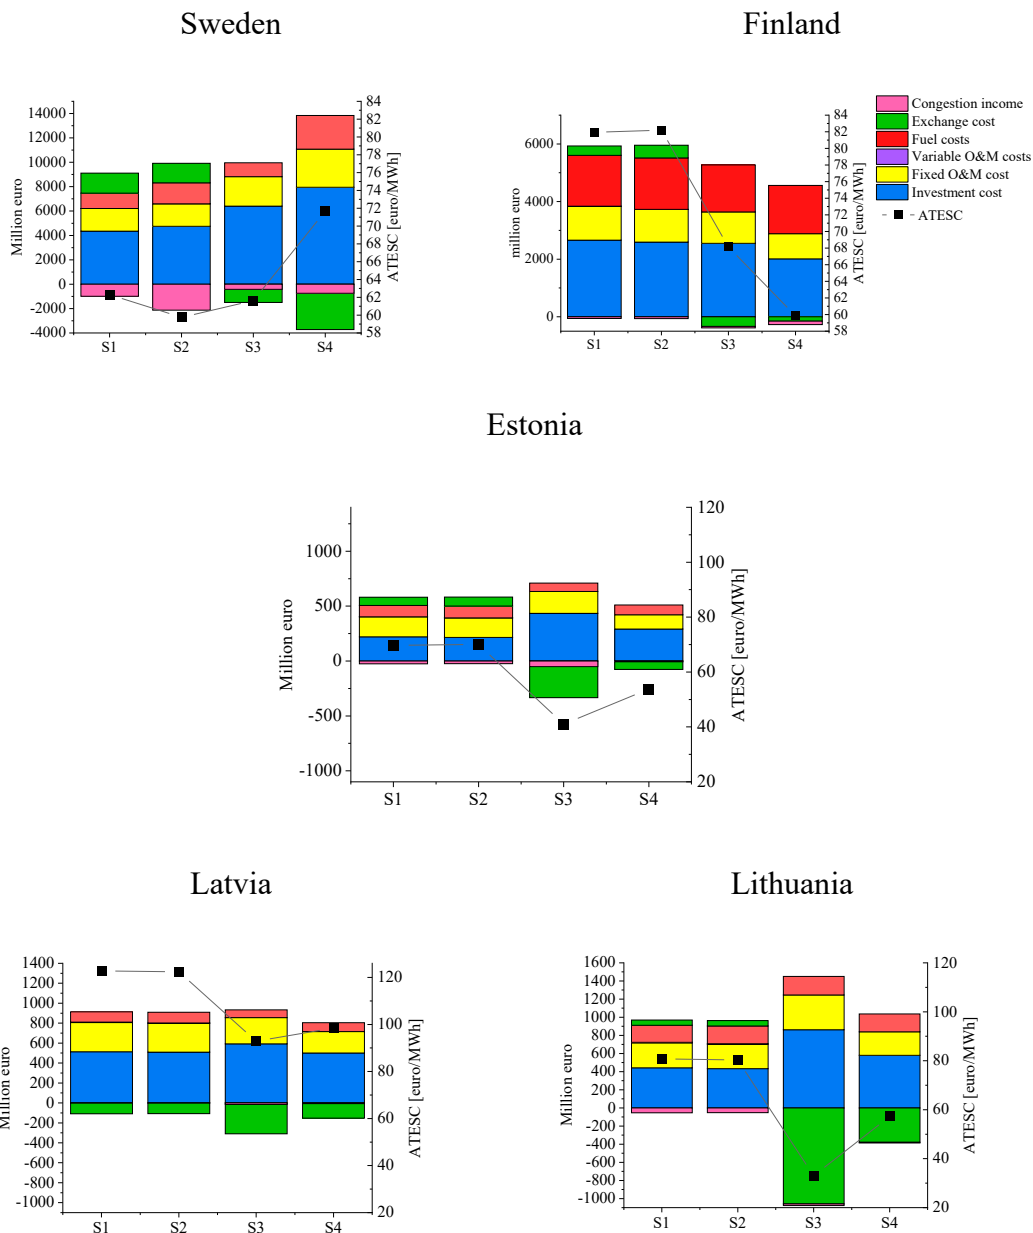 Sweden
Finland
14000
12000
10000
8000
6000
4000
2000
0
-2000
-4000
Million euro
S1
S2
S3
S4
84
82
80
78
76
74
72
70
68
66
64
62
60
58
ATESC [euro/MWh]
6000
4000
2000
0
million euro
S1
S2
S3
S4
84
82
80
78
76
74
72
70
68
66
64
62
60
58
ATESC [euro/MWh]
Congestion income
Exchange cost
Fuel costs
Variable O&M costs
Fixed O&M cost
Investment cost
ATESC
Estonia
1000
500
0
-500
-1000
Million euro
S1
S2
S3
S4
120
100
80
60
40
20
ATESC [euro/MWh]
Latvia
Lithuania
1400
1200
1000
800
600
400
200
0
-200
-400
-600
-800
-1000
Million euro
S1
S2
S3
S4
120
100
80
60
40
20
ATESC [euro/MWh]
1600
1400
1200
1000
800
600
400
200
0
-200
-400
-600
-800
-1000
Million euro
S1
S2
S3
S4
120
100
80
60
40
20
ATESC [euro/MWh]